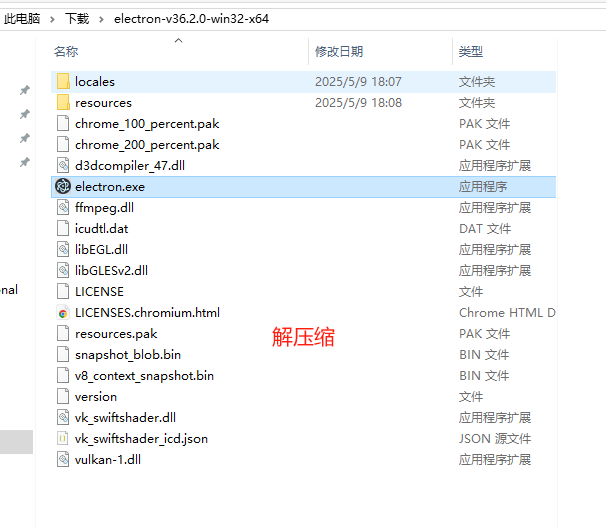 此电脑 > 下载 > electron-v36.2.0-win32-x64
名称 修改日期 类型
locales 2025/5/9 18:07 文件夹
resources 2025/5/9 18:08 文件夹
chrome_100_percent.pak PAK 文件
chrome_200_percent.pak PAK 文件
d3dcompiler_47.dll 应用程序扩展
electron.exe 应用程序
ffmpeg.dll 应用程序扩展
icudtl.dat DAT 文件
libEGL.dll 应用程序扩展
libGLESv2.dll 应用程序扩展
onal LICENSE 文件
LICENSES.chromium.html Chrome HTML D
resources.pak PAK 文件
解压缩
snapshot_blob.bin BIN 文件
v8_context_snapshot.bin BIN 文件
version 文件
vk_swiftshader.dll 应用程序扩展
vk_swiftshader_icd.json JSON 源文件
vulkan-1.dll 应用程序扩展